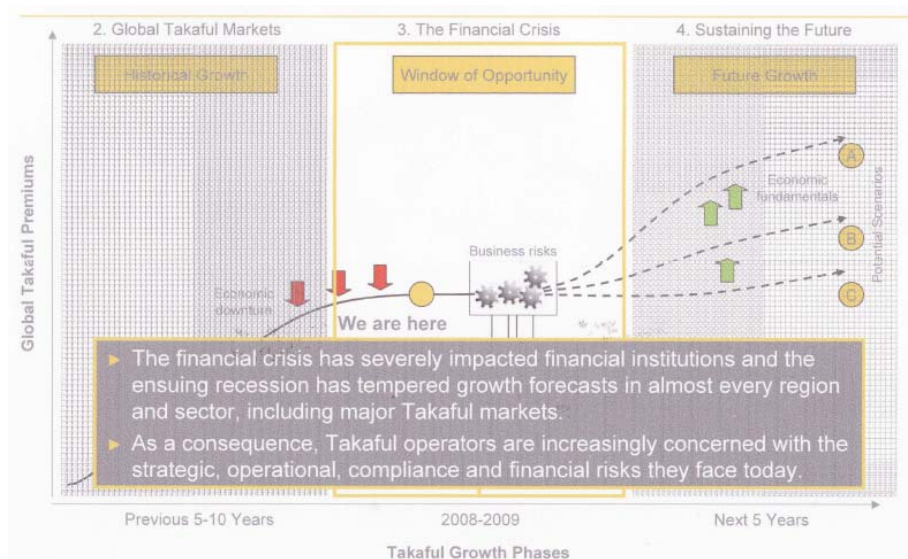 2. Global Takaful Markets
3. The Financial Crisis
4. Sustaining the Future
Historical Growth
Window of Opportunity
Future Growth
Global Takaful Premiums
A
Economic
fundamentals
Potential Scenarios
B
Business risks
C
Economic
downturn
We are here
► The financial crisis has severely impacted financial institutions and the
ensuing recession has tempered growth forecasts in almost every region
and sector, including major Takaful markets.
► As a consequence, Takaful operators are increasingly concerned with the
strategic, operational, compliance and financial risks they face today.
Previous 5-10 Years
2008-2009
Next 5 Years
Takaful Growth Phases